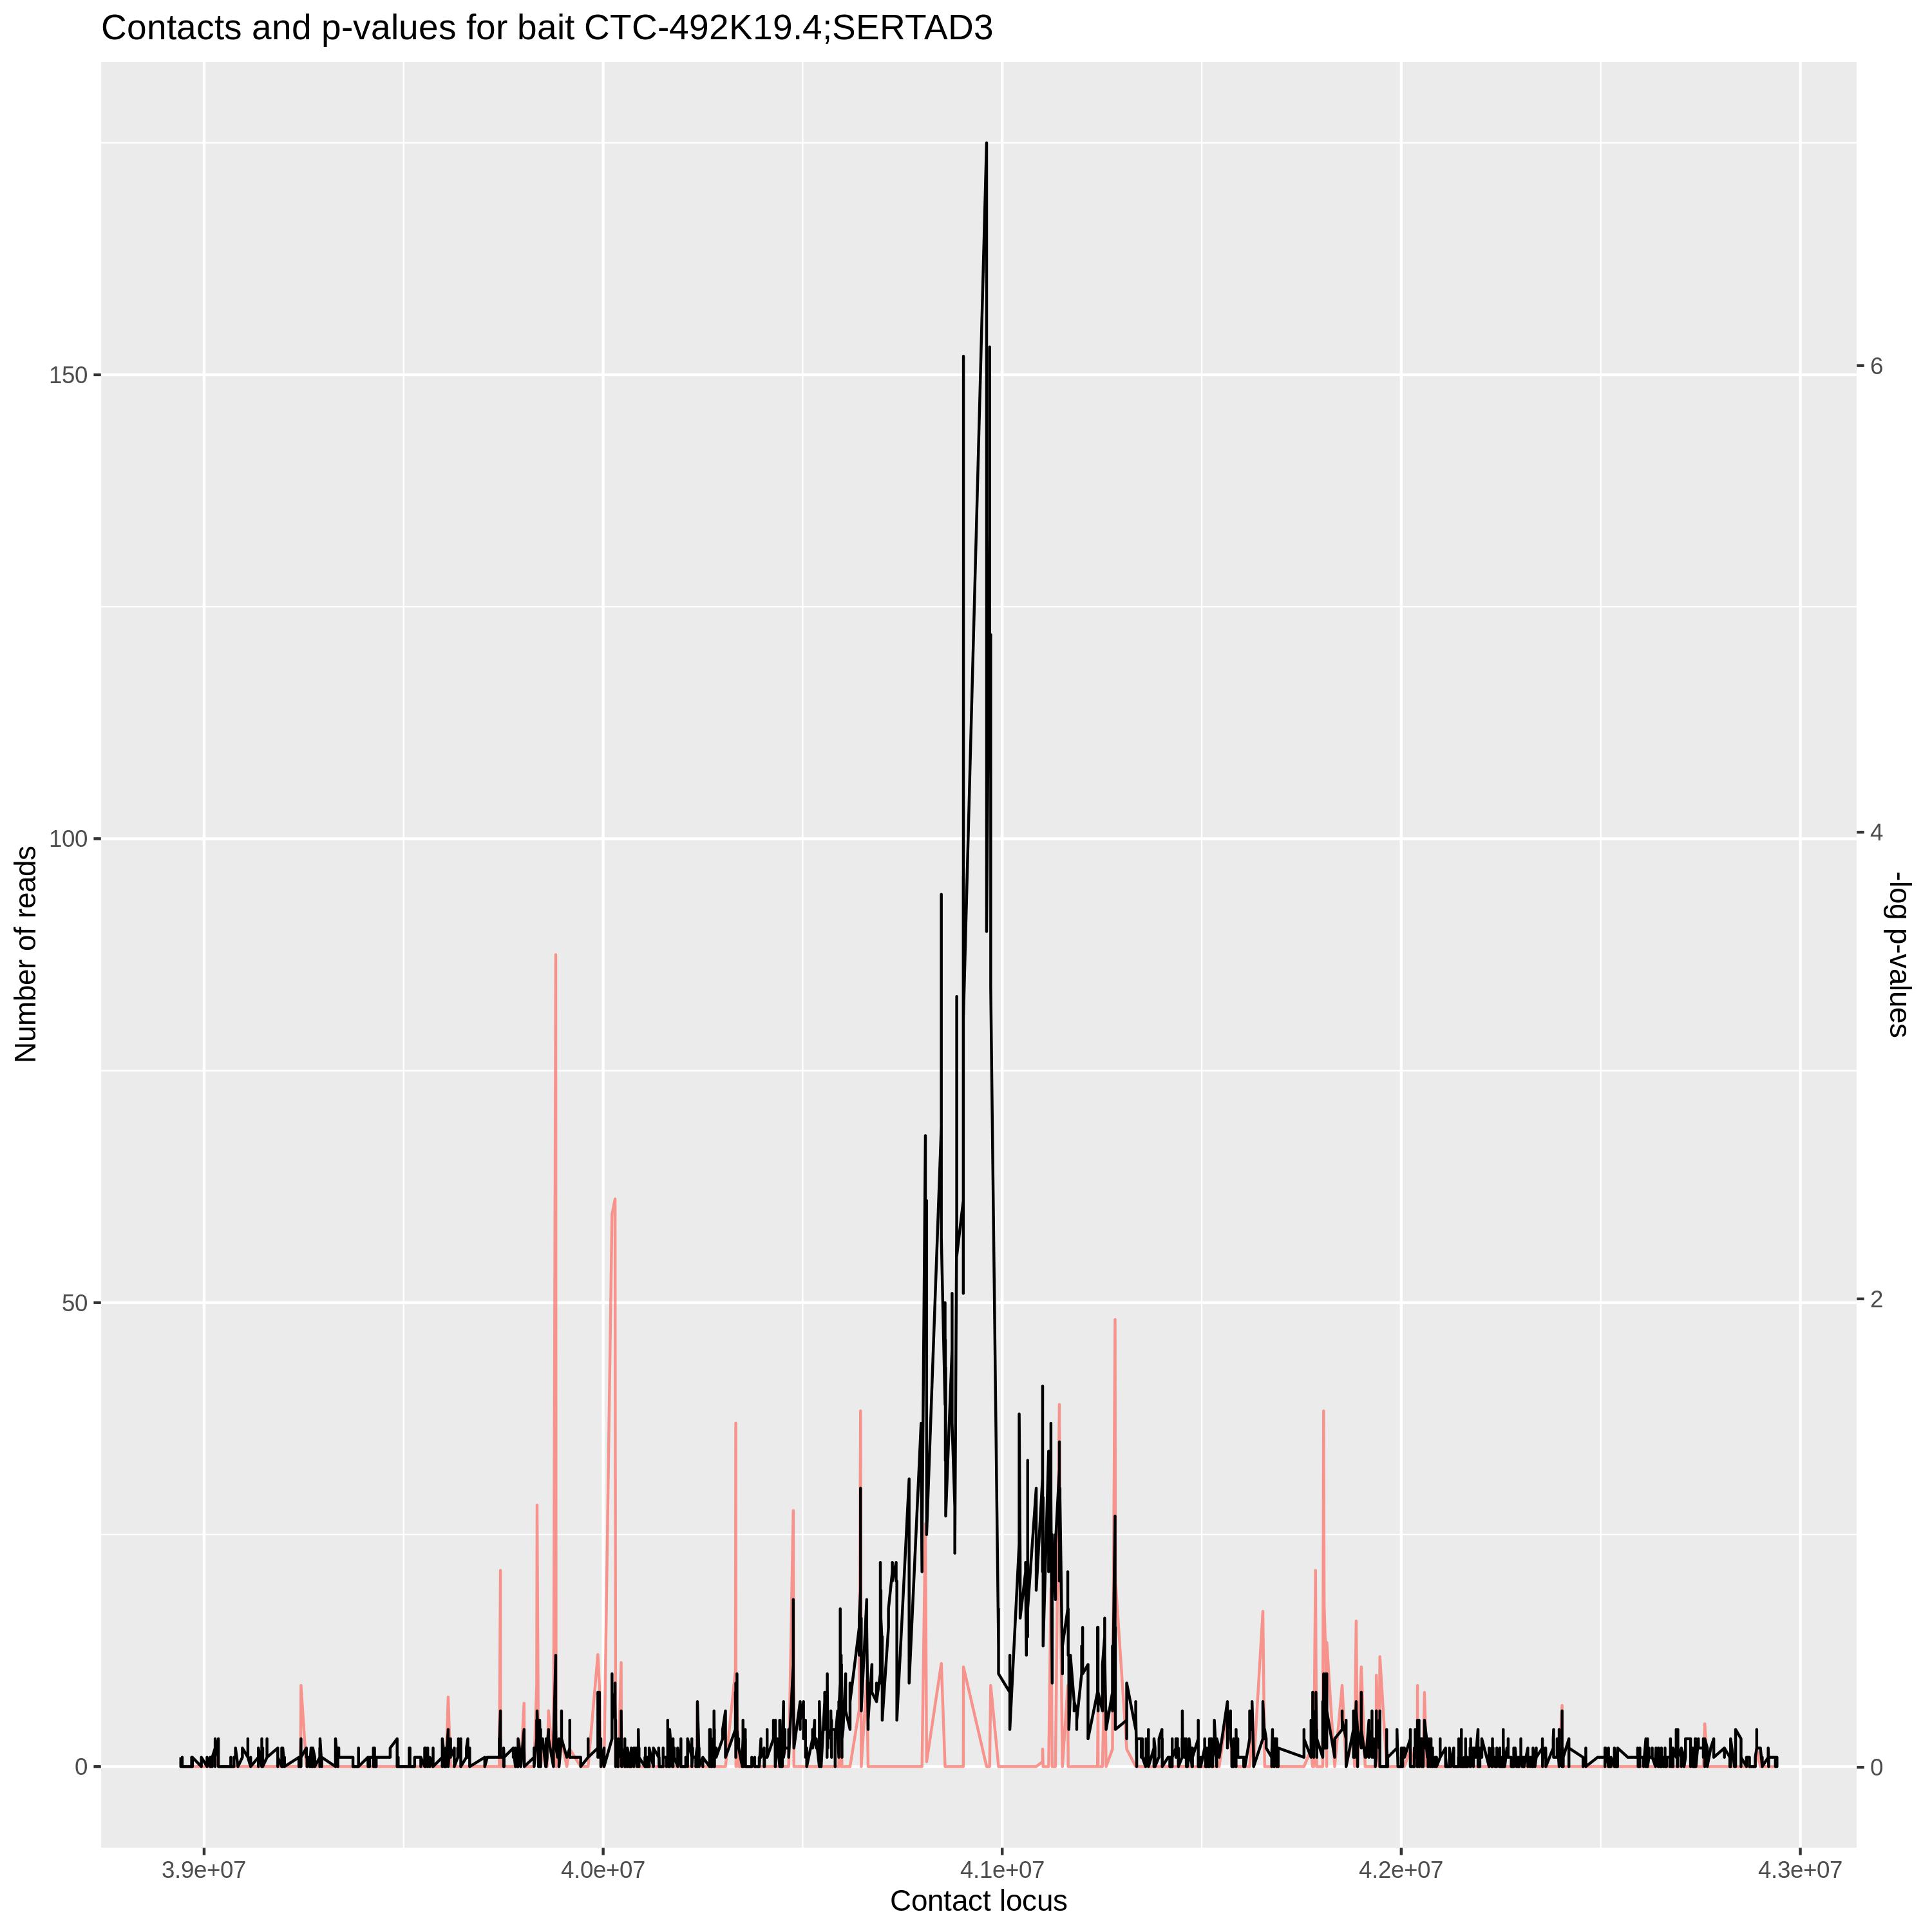 Contacts and p-values for bait CTC-492K19.4;SERTAD3
Number of reads
150
100
50
0
6
4
2
0
-log p-values
3.9e+07
4.0e+07
4.1e+07
4.2e+07
4.3e+07
Contact locus